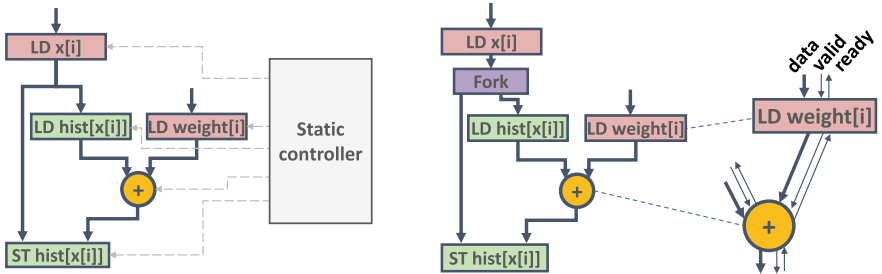 LD x[i]
LD hist[x[i]]
LD weight[i]
Static
controller
+
ST hist[x[i]]
LD x[i]
Fork
LD hist[x[i]]
LD weight[i]
+
ST hist[x[i]]
data
valid
ready
LD weight[i]
+